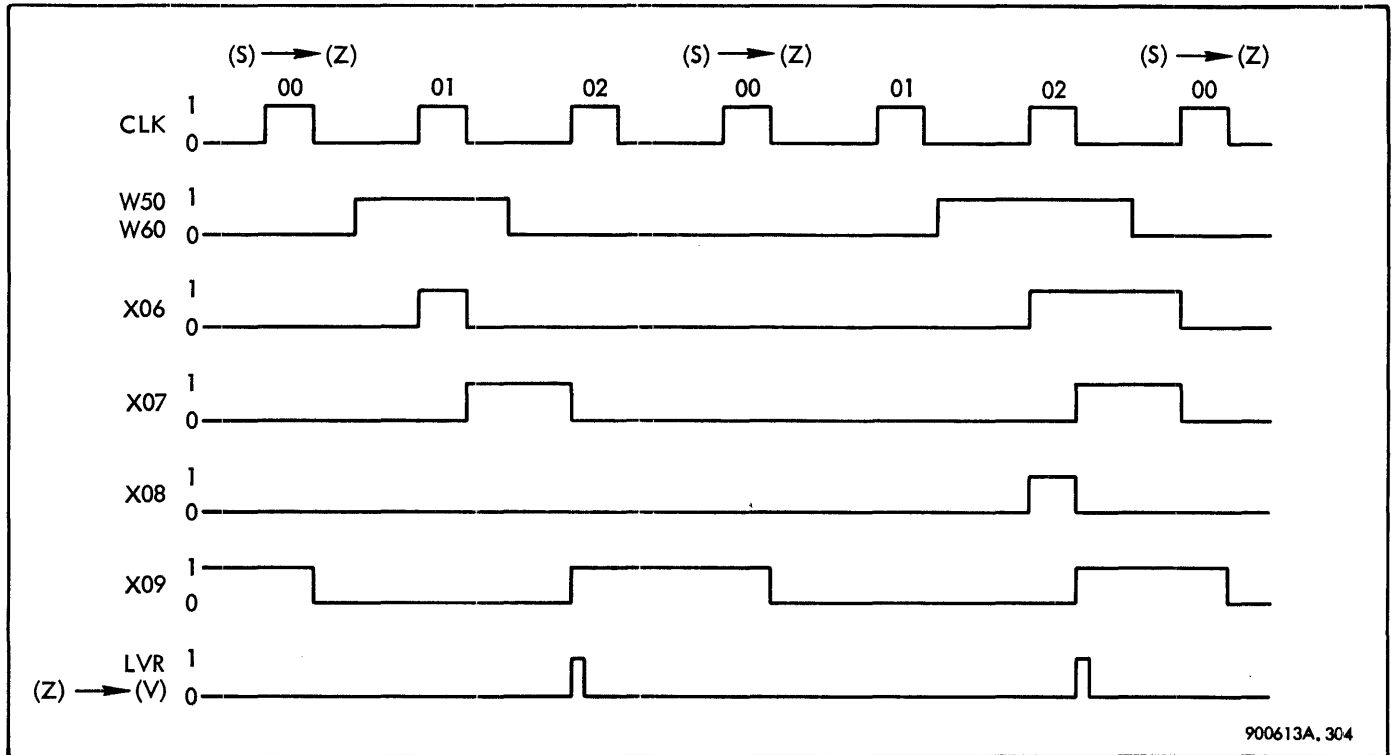 (S) → (Z) (S) → (Z) (S) → (Z)
00 01 02 00 01 02 00
CLK 1 0
W50 1
W60 0
X06 1 0
X07 1 0
X08 1 0
X09 1 0
LVR 1
(Z) → (V) 0
900613A. 304